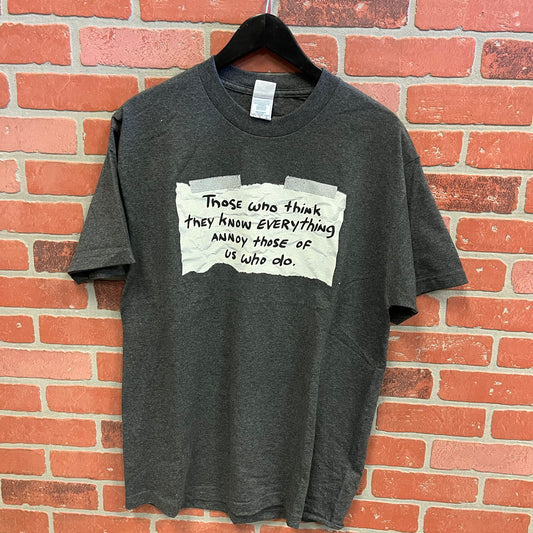 Those who think
they know EVERYthing
ANNOY those of
us who do.